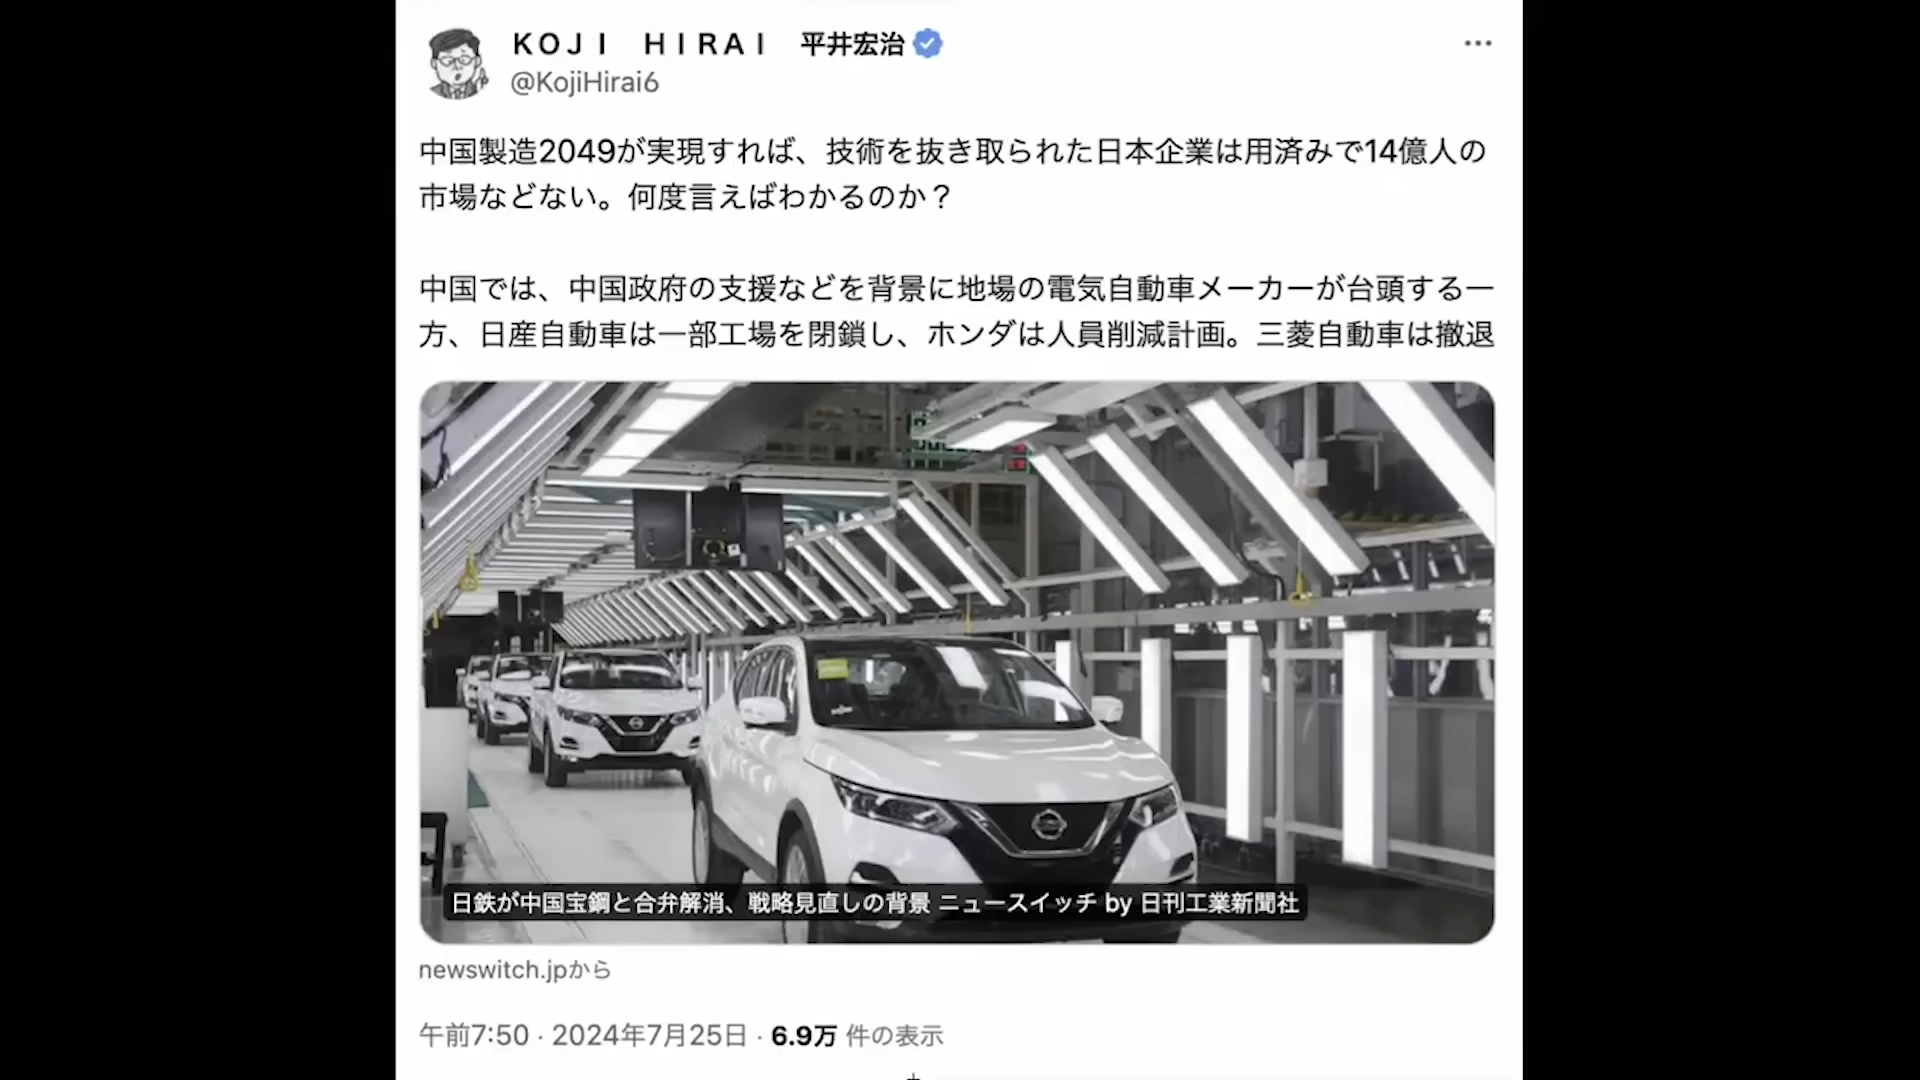 KOJI HIRAI 平井宏治
@KojiHirai6
中国製造2049が実現すれば、技術を抜き取られた日本企業は用済みで14億人の
市場などない。何度言えばわかるのか？
中国では、中国政府の支援などを背景に地場の電気自動車メーカーが台頭する一
方、日産自動車は一部工場を閉鎖し、ホンダは人員削減計画。三菱自動車は撤退
日鉄が中国宝鋼と合弁解消、戦略見直しの背景 ニュースイッチ by 日刊工業新聞社
newswitch.jpから
午前7:50 · 2024年7月25日 · 6.9万 件の表示